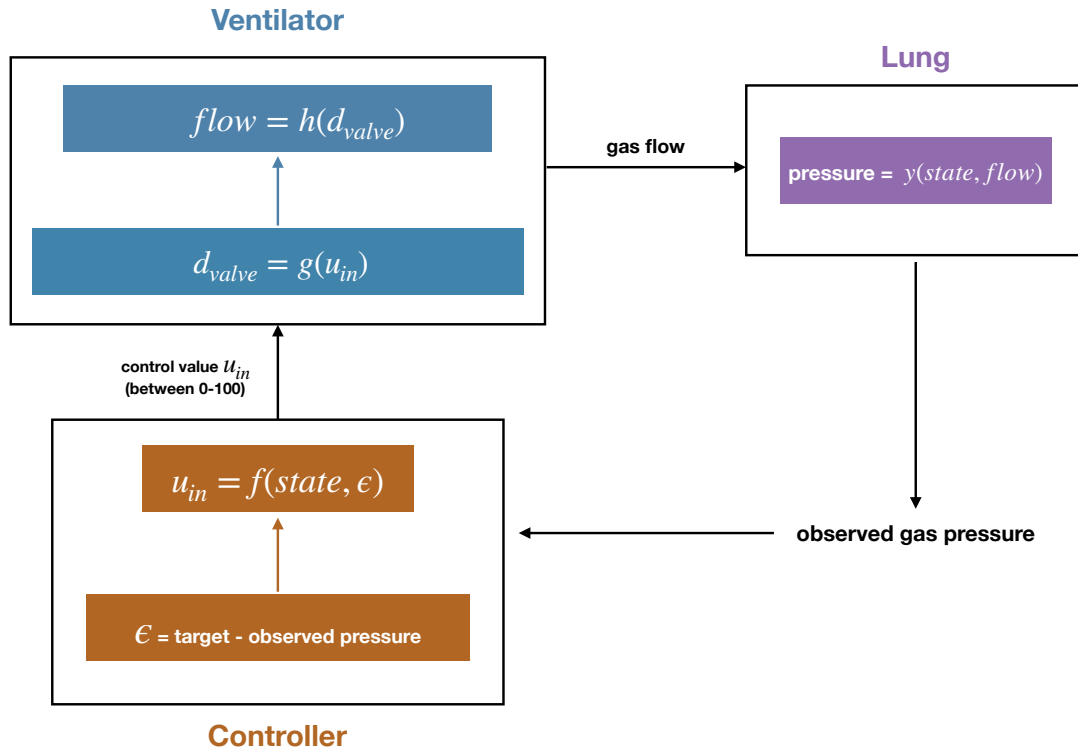 Ventilator
flow = h(d_valve)
d_valve = g(u_in)
gas flow
Lung
pressure = y(state, flow)
control value u_in
(between 0-100)
u_in = f(state, ϵ)
ϵ = target - observed pressure
Controller
observed gas pressure